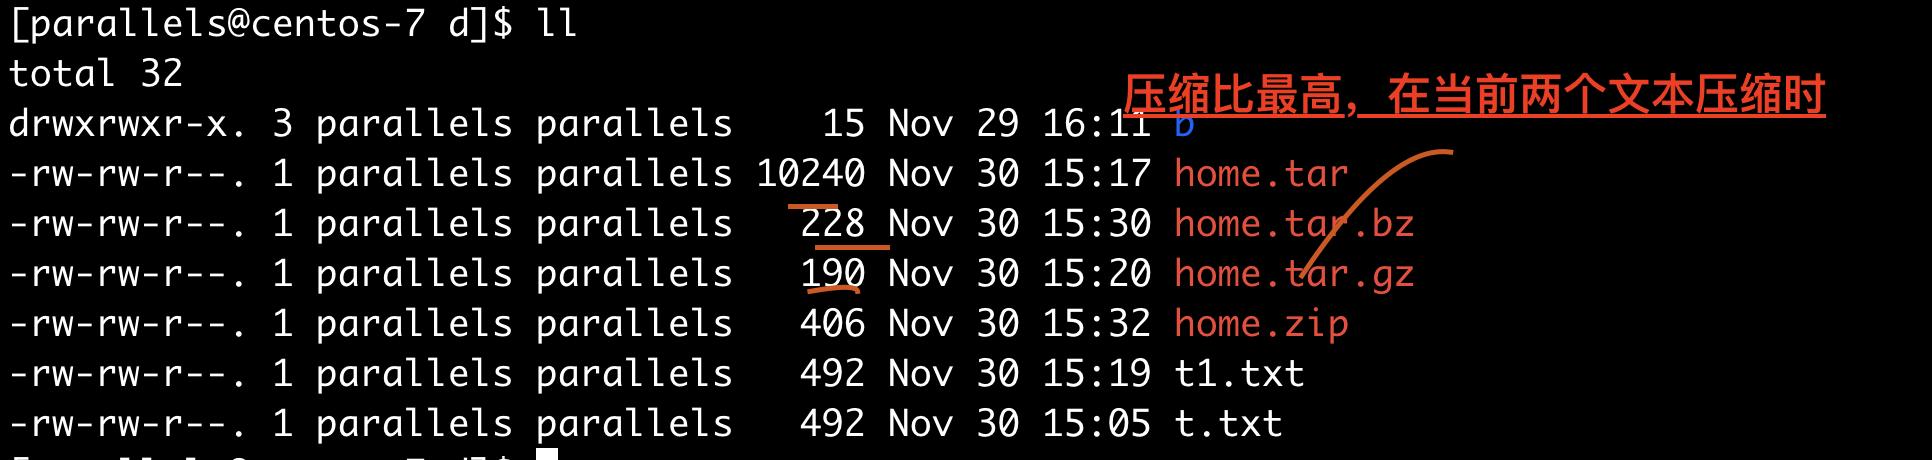 [parallels@centos-7 d]$ ll
total 32
压缩比最高，在当前两个文本压缩时
drwxrwxr-x. 3 parallels parallels    15 Nov 29 16:11 b
-rw-rw-r--. 1 parallels parallels 10240 Nov 30 15:17 home.tar
-rw-rw-r--. 1 parallels parallels   228 Nov 30 15:30 home.tar.bz
-rw-rw-r--. 1 parallels parallels   190 Nov 30 15:20 home.tar.gz
-rw-rw-r--. 1 parallels parallels   406 Nov 30 15:32 home.zip
-rw-rw-r--. 1 parallels parallels   492 Nov 30 15:19 t1.txt
-rw-rw-r--. 1 parallels parallels   492 Nov 30 15:05 t.txt